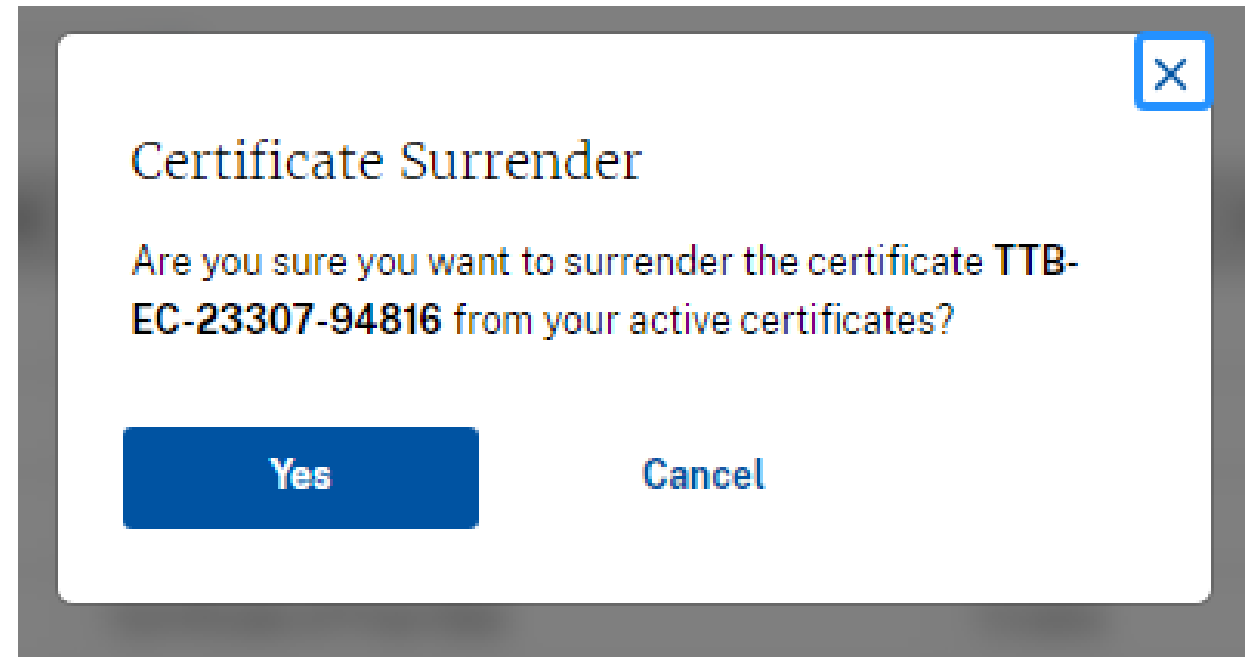 Certificate Surrender
Are you sure you want to surrender the certificate TTB-
EC-23307-94816 from your active certificates?
Yes
Cancel